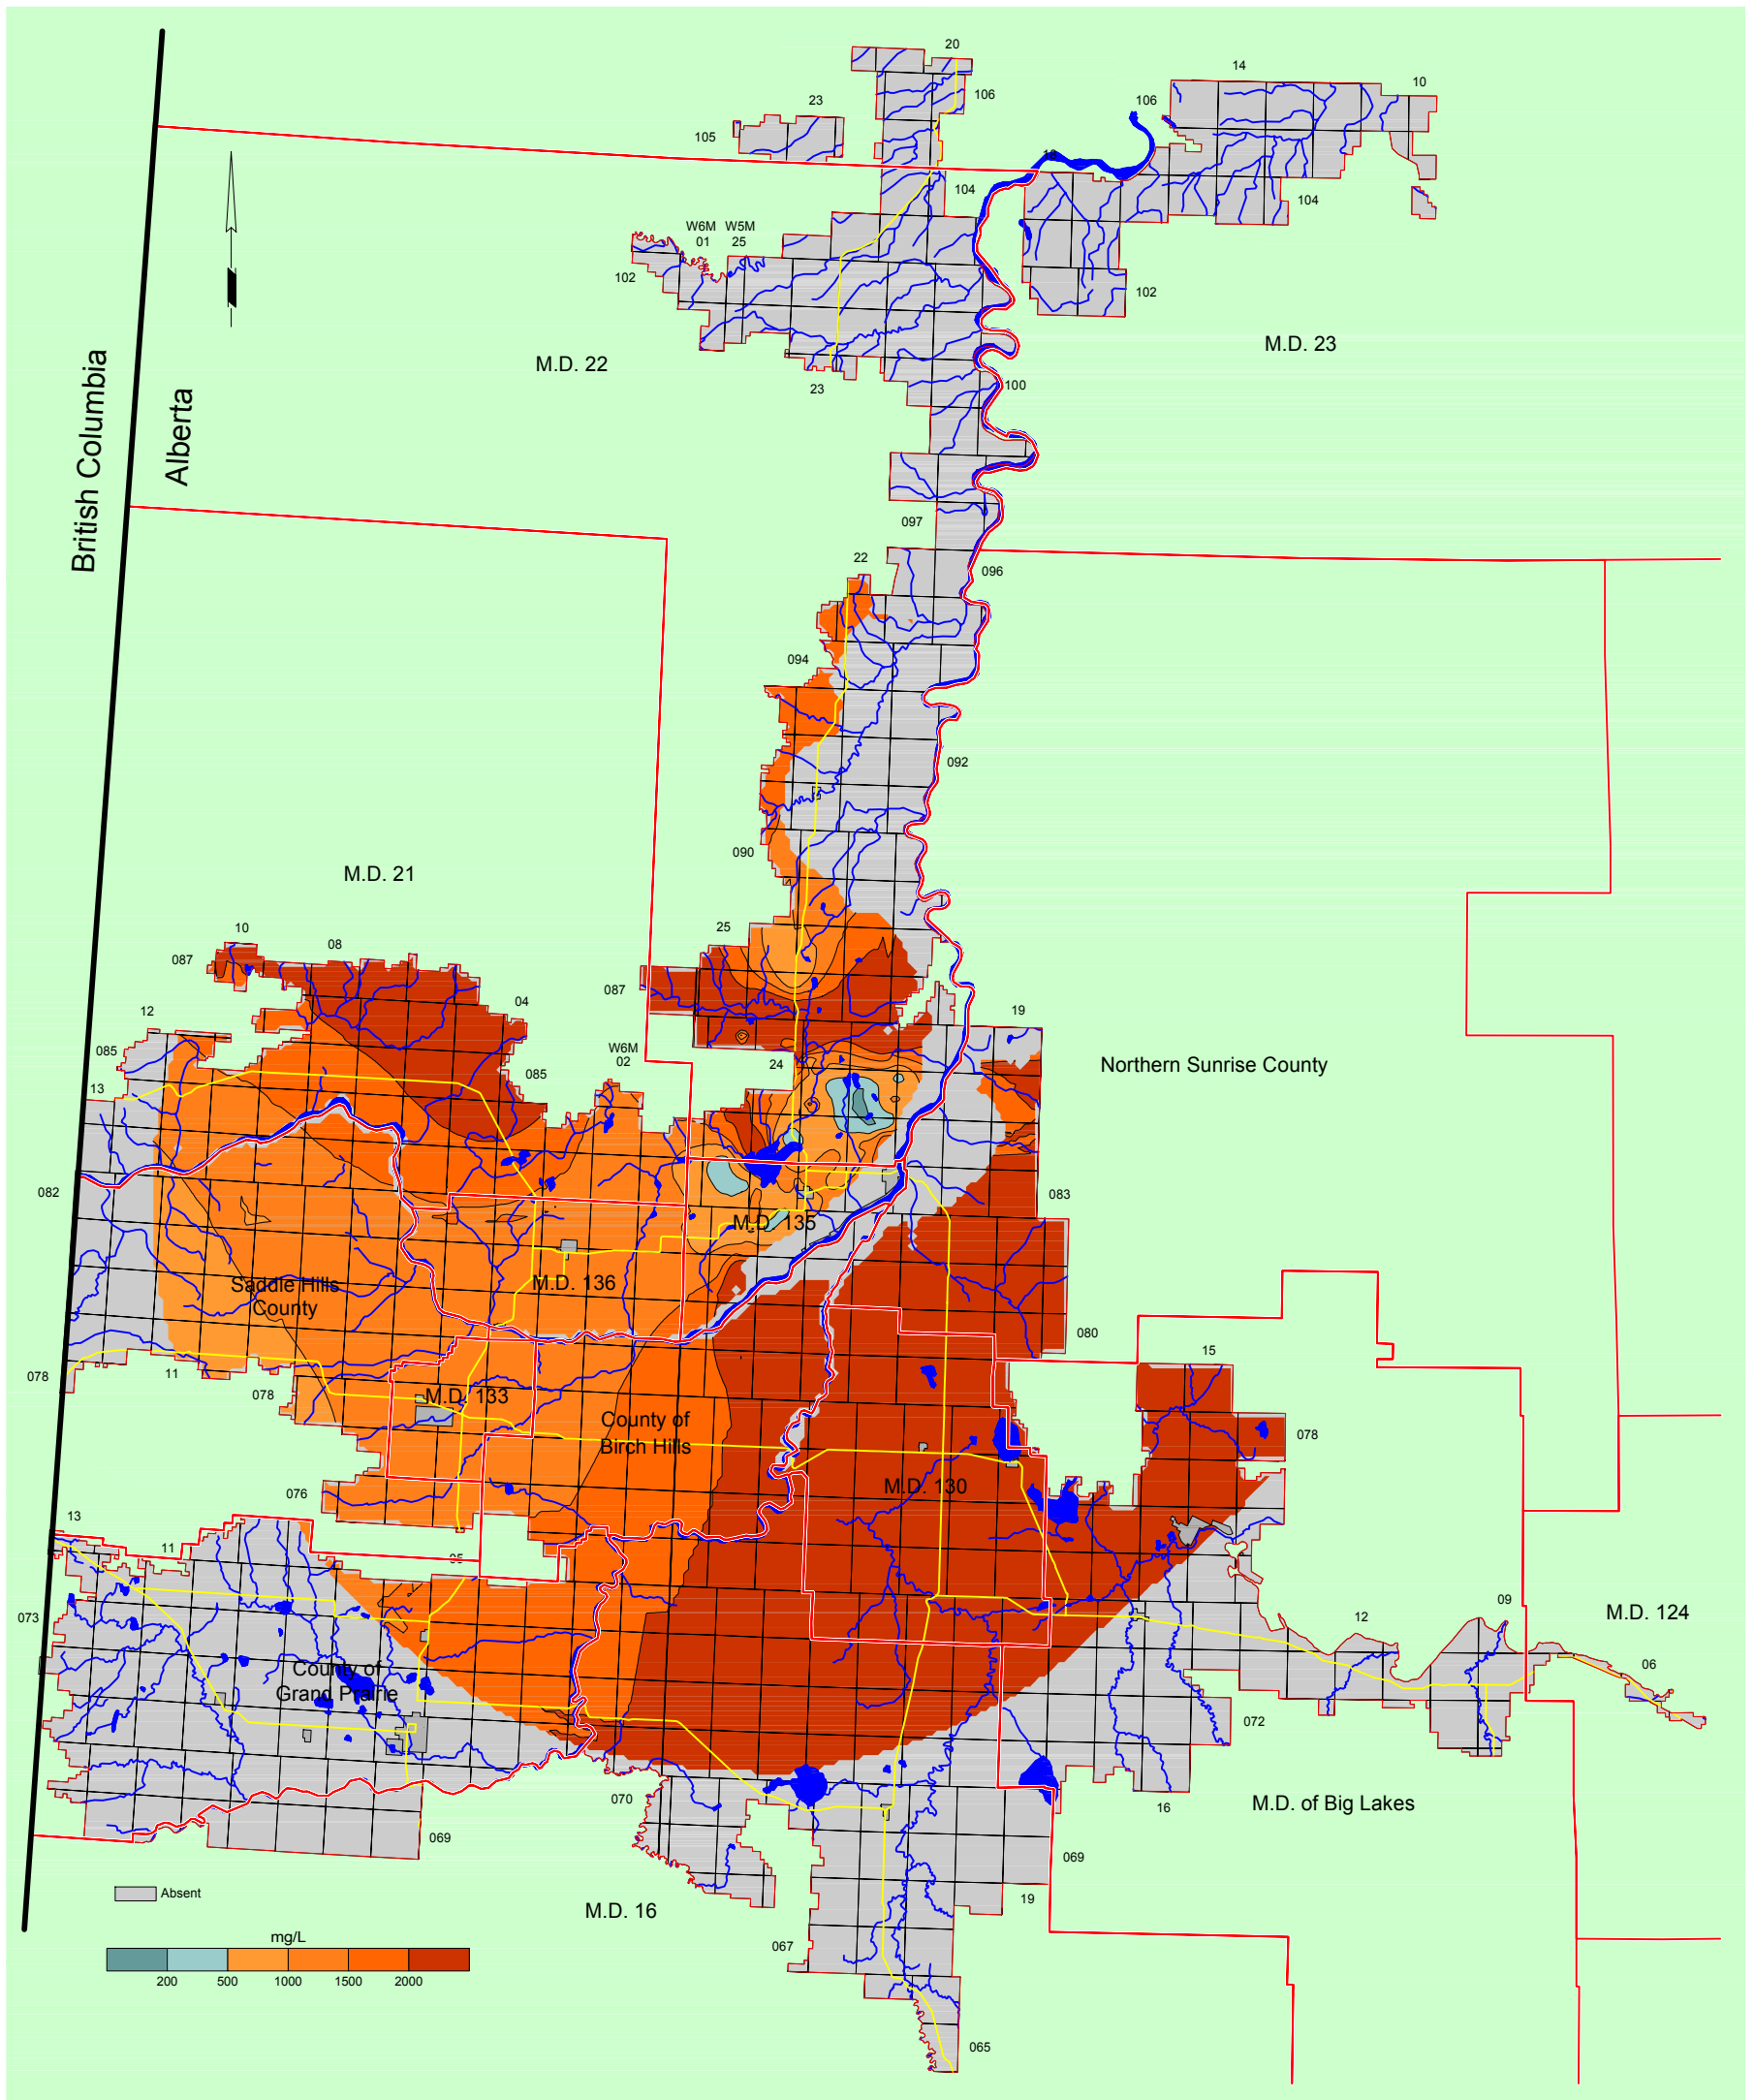 20
14
10
106
106
23
105
18
104
104
W6M
W5M
01
25
102
102
M.D. 23
M.D. 22
23
100
British Columbia
Alberta
097
22
096
094
092
090
M.D. 21
10
08
25
087
087
04
12
19
085
W6M
02
24
085
13
Northern Sunrise County
082
083
M.D. 135
Saddle Hills
County
M.D. 136
080
15
078
11
078
M.D. 133
County of
Birch Hills
078
M.D. 130
076
13
11
05
073
12
09
M.D. 124
06
County of
Grand Prairie
072
070
16
M.D. of Big Lakes
069
069
Absent
19
M.D. 16
mg/L
067
200
500
1000
1500
2000
065